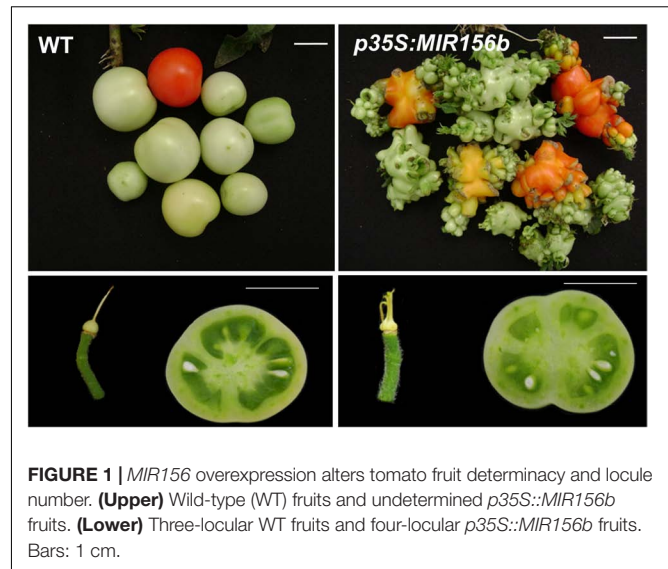 WT
p35S:MIR156b
FIGURE 1 | MIR156 overexpression alters tomato fruit determinacy and locule
number. (Upper) Wild-type (WT) fruits and undetermined p35S::MIR156b
fruits. (Lower) Three-locular WT fruits and four-locular p35S::MIR156b fruits.
Bars: 1 cm.